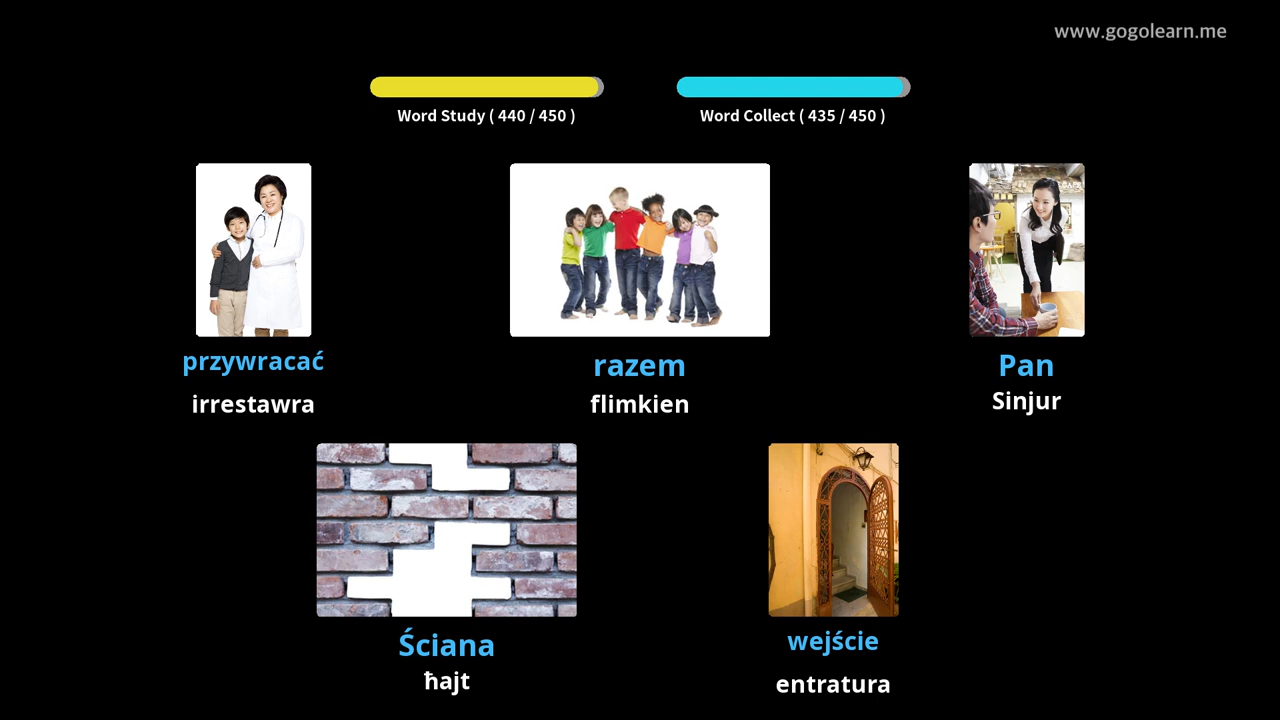 www.gogolearn.me
Word Study ( 440 / 450 )
Word Collect ( 435 / 450 )
przywracać
irrestawra
razem
flimkien
Pan
Sinjur
Ściana
ħajt
wejście
entratura